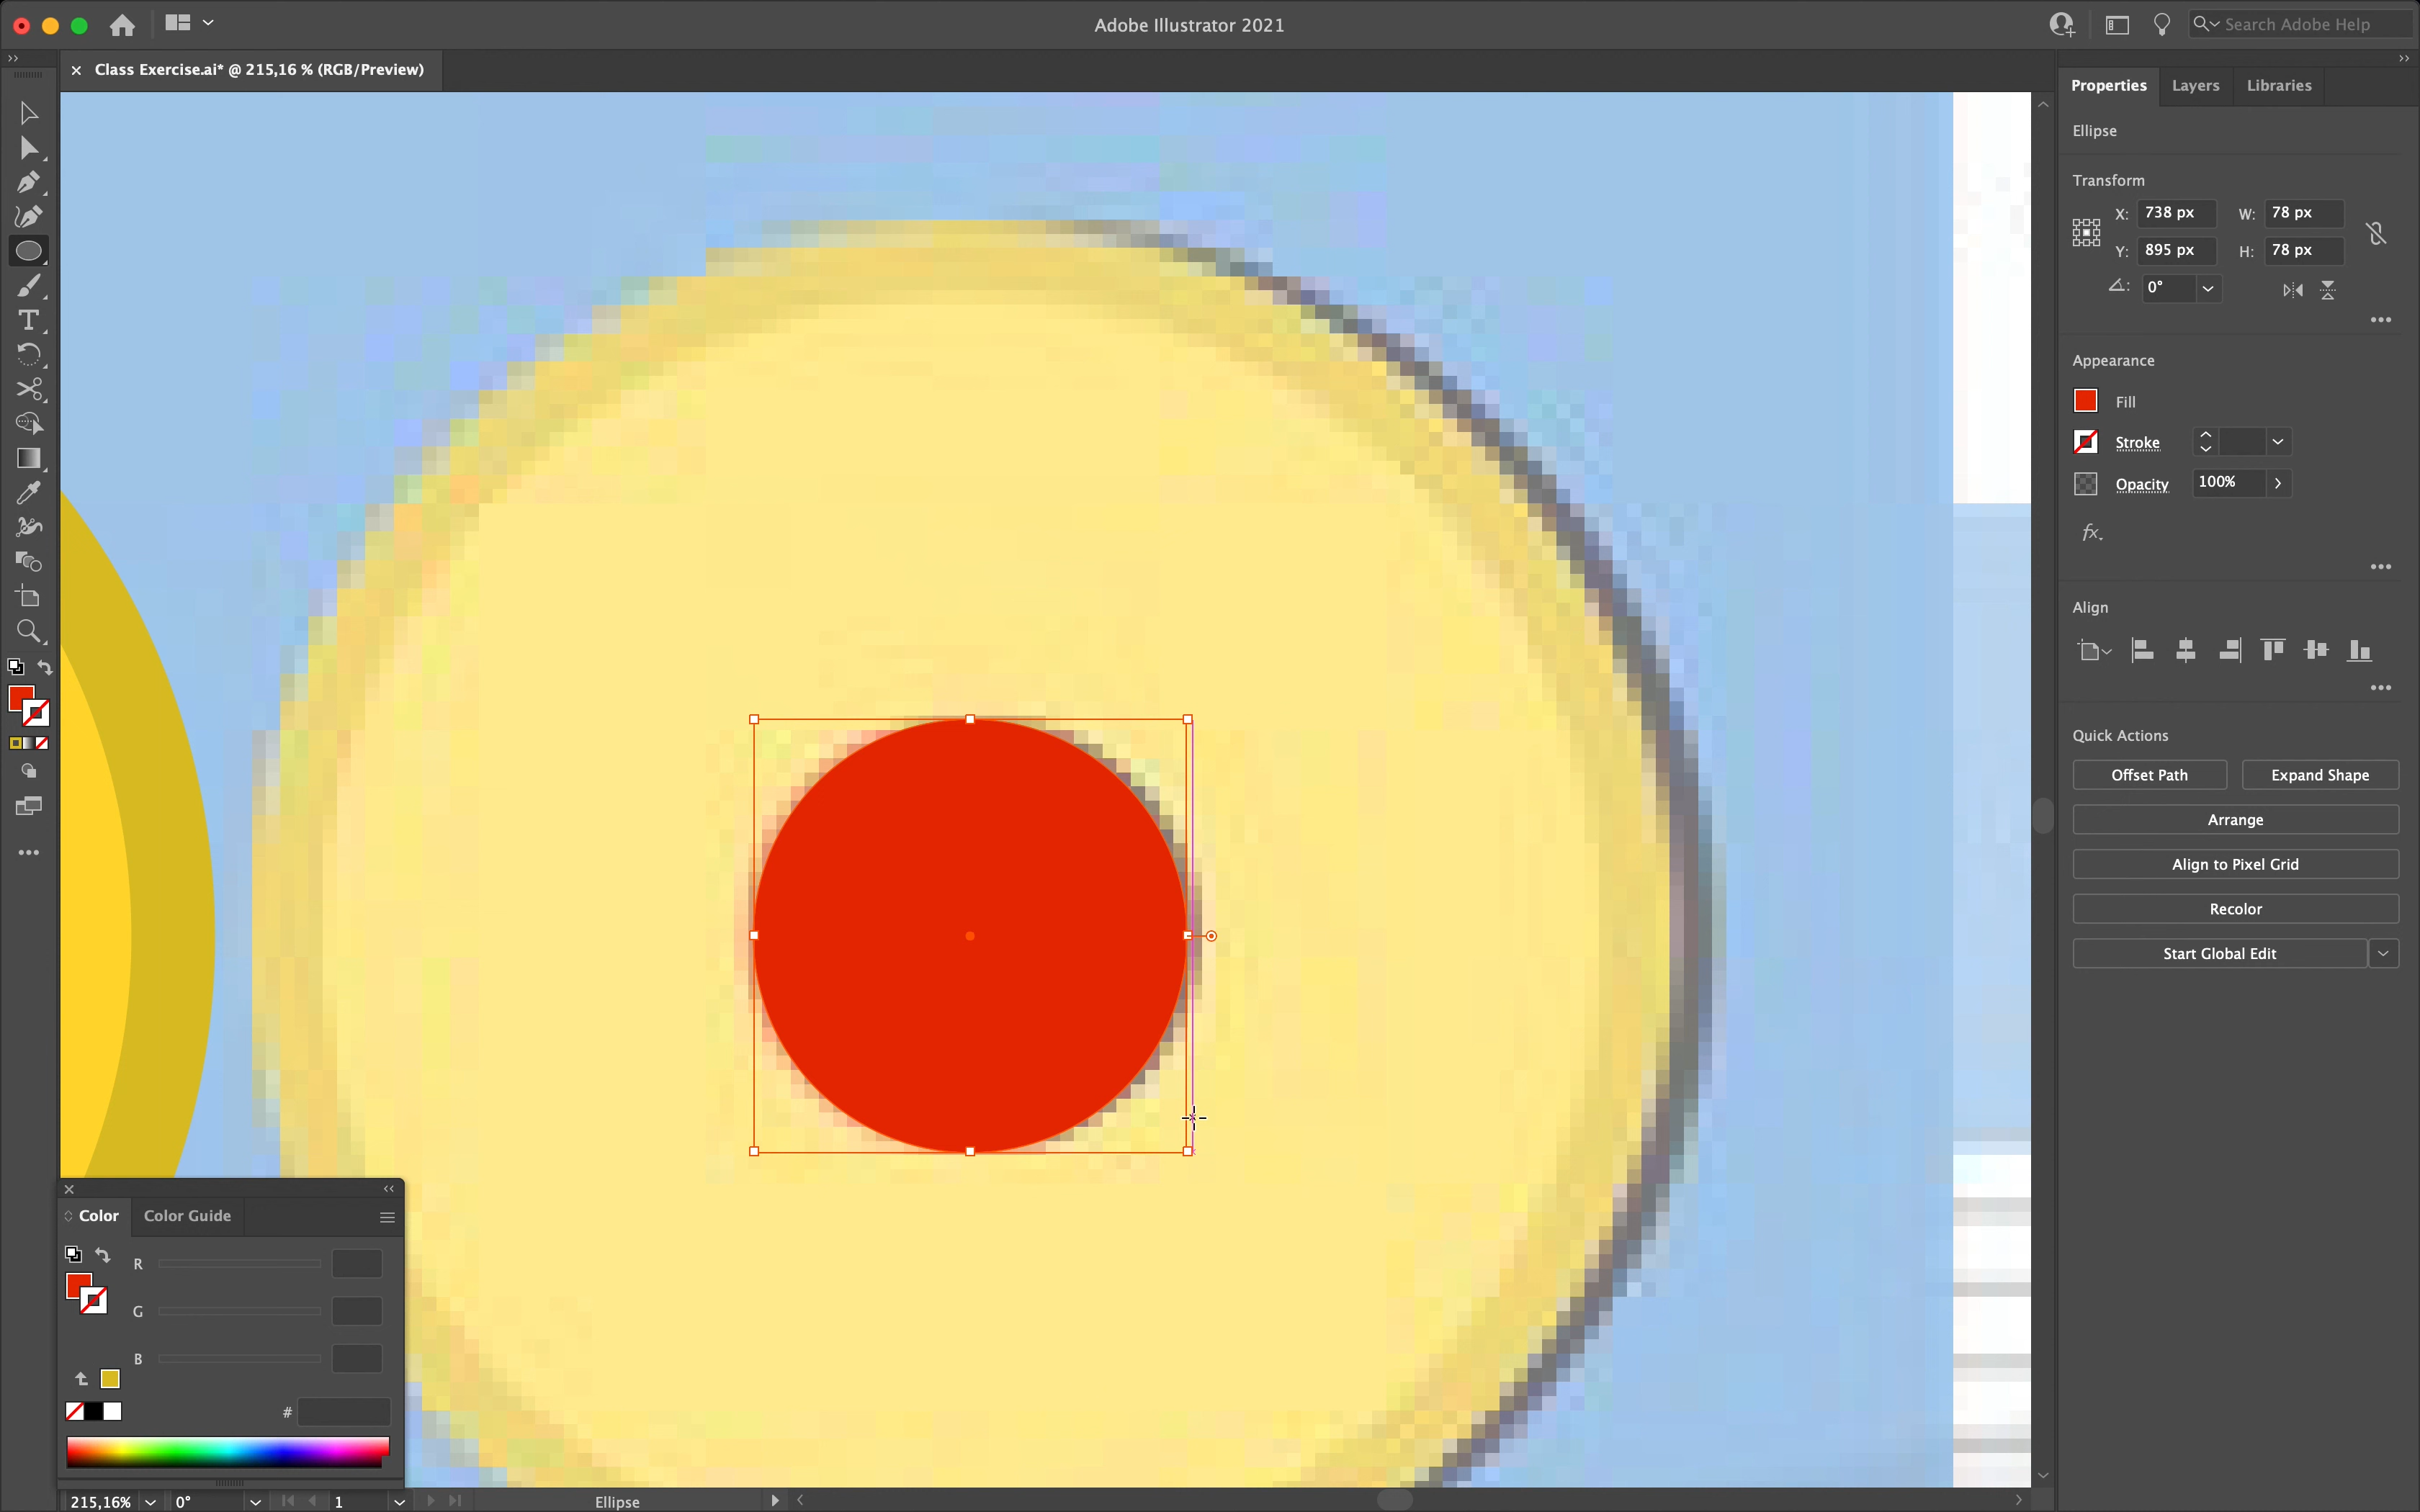 Adobe Illustrator 2021
Search Adobe Help
Class Exercise.ai* @ 215,16 % (RGB/Preview)
Properties
Layers
Libraries
Ellipse
Transform
X: 738 px W: 78 px
Y: 895 px H: 78 px
0°
Appearance
Fill
Stroke
Opacity 100%
fx
Align
Quick Actions
Offset Path
Expand Shape
Arrange
Align to Pixel Grid
Recolor
Start Global Edit
Color
Color Guide
R
G
B
#
215,16% 0° 1 Ellipse